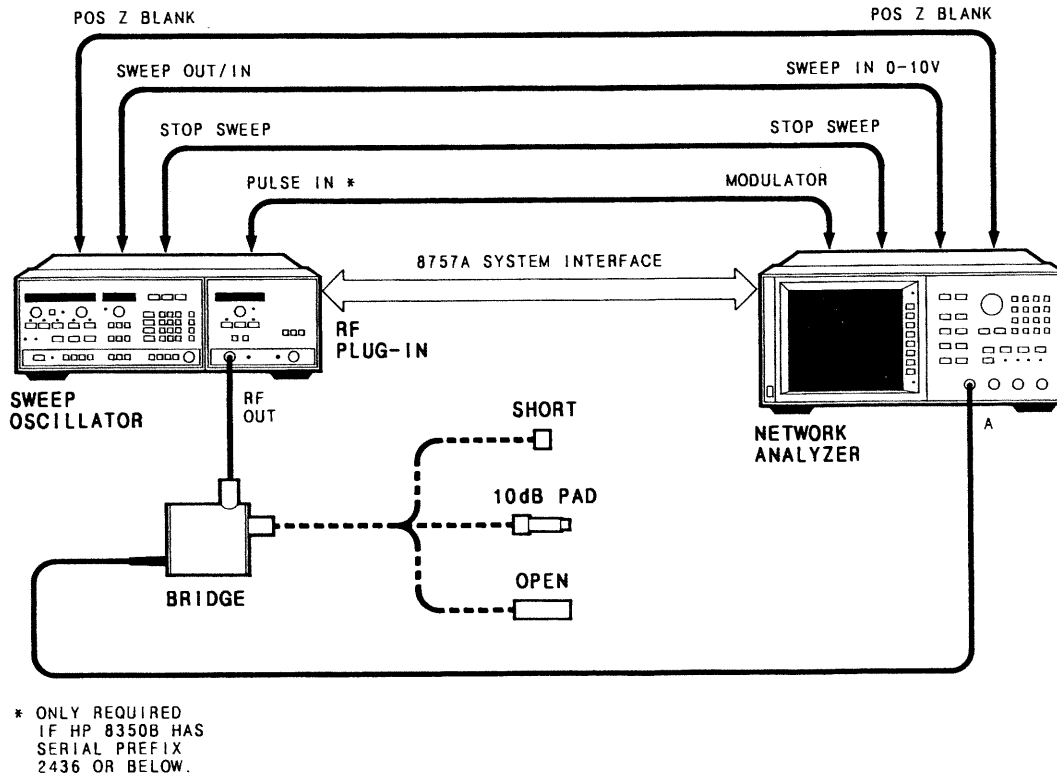 POS Z BLANK
POS Z BLANK
SWEEP OUT/IN
SWEEP IN 0-10V
STOP SWEEP
STOP SWEEP
PULSE IN *
MODULATOR
8757A SYSTEM INTERFACE
RF
PLUG-IN
SWEEP
OSCILLATOR
RF
OUT
A
NETWORK
ANALYZER
SHORT
10dB PAD
OPEN
BRIDGE
* ONLY REQUIRED
IF HP 8350B HAS
SERIAL PREFIX
2436 OR BELOW.